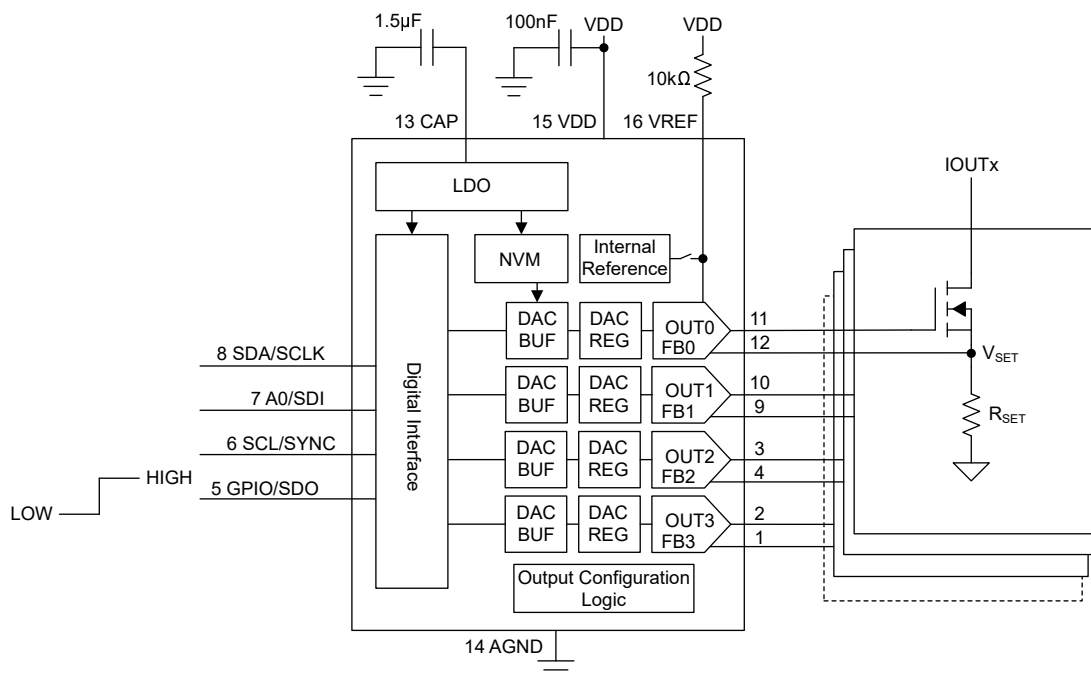 1.5µF
100nF
VDD
VDD
10kΩ
13 CAP
15 VDD
16 VREF
IOUTx
LDO
NVM
Internal
Reference
DAC
BUF
DAC
REG
OUT0
FB0
11
12
VSET
8 SDA/SCLK
Digital Interface
DAC
BUF
DAC
REG
OUT1
FB1
10
9
RSET
7 A0/SDI
6 SCL/SYNC
DAC
BUF
DAC
REG
OUT2
FB2
3
4
HIGH
5 GPIO/SDO
LOW
DAC
BUF
DAC
REG
OUT3
FB3
2
1
Output Configuration
Logic
14 AGND